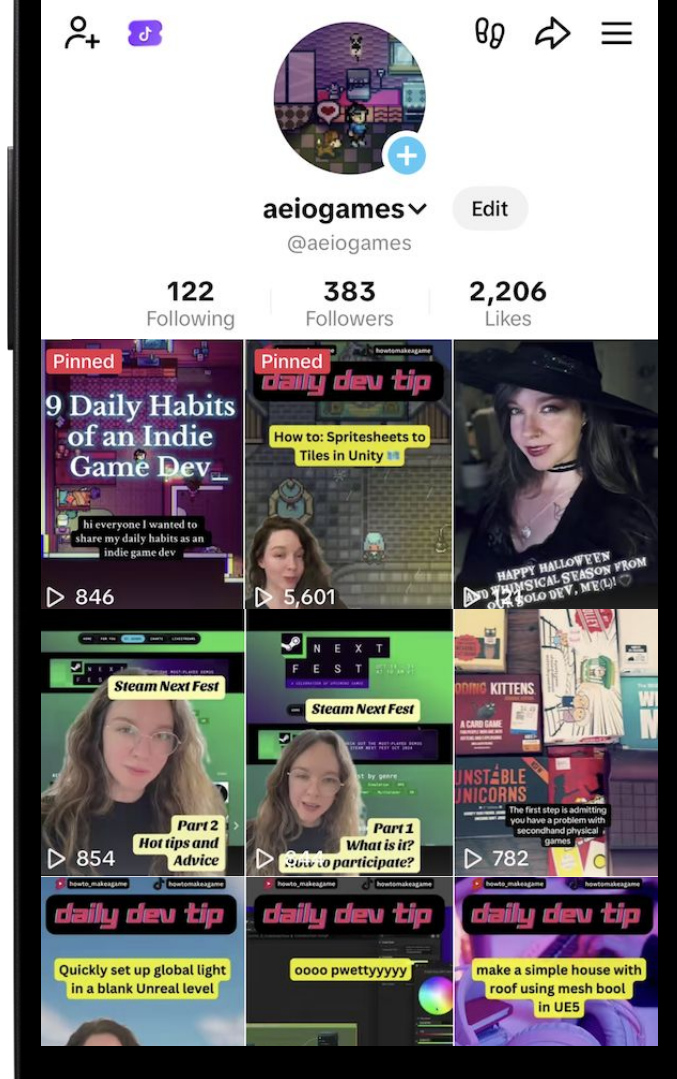 aeiogames
Edit
@aeiogames
122
383
2,206
Following
Followers
Likes
Pinned
9 Daily Habits
of an Indie
Game Dev_
hi everyone I wanted to
share my daily habits as an
indie game dev
846
Pinned
howtomakeagame
daily dev tip
How to: Spritesheets to
Tiles in Unity
5,601
HAPPY HALLOWEEN
AND WHIMSICAL SEASON FROM
OUR SOLO DEV, ME(L)!
NEXT
Steam Next Fest
Part 2
Hot tips and
Advice
854
NEXT
FEST
Steam Next Fest
Part 1
What is it?
How to participate?
KITTENS
A CARD GAME
UNSTABLE
UNICORNS
The first step is admitting
you have a problem with
secondhand physical
games
782
howto_makeagame
howtomakeagame
daily dev tip
Quickly set up global light
in a blank Unreal level
howto_makeagame
howtomakeagame
daily dev tip
oooo pwettyyyyy
howto_makeagame
howtomakeagame
daily dev tip
make a simple house with
roof using mesh bool
in UE5